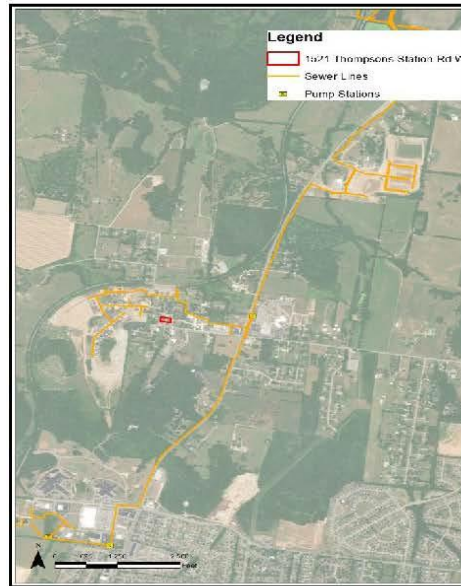 Legend
1521 Thompsons Station Rd W
Sewer Lines
Pump Stations
Feet